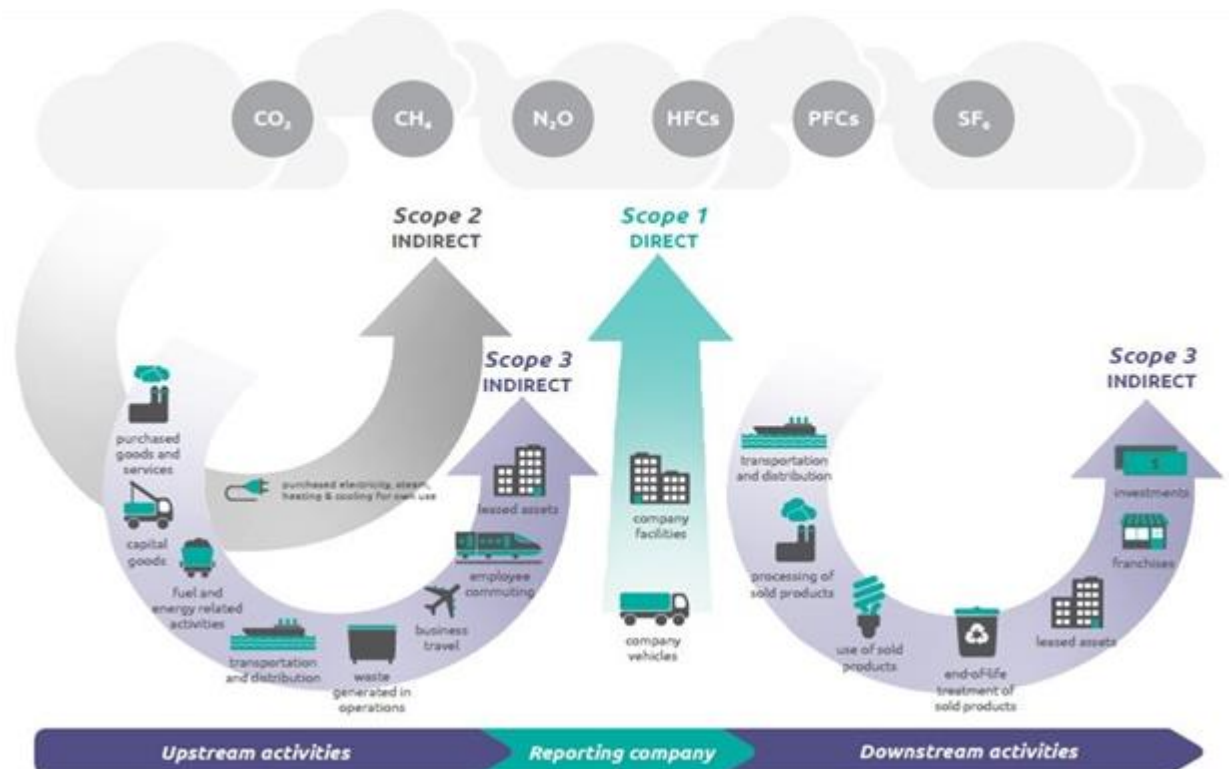 CO₂
CH₄
N₂O
HFCs
PFCs
SF₆
Scope 2
INDIRECT
Scope 1
DIRECT
Scope 3
INDIRECT
Scope 3
INDIRECT
purchased
goods and
services
capital
goods
fuel and
energy related
activities
transportation
and distribution
waste
generated in
operations
business
travel
employee
commuting
leased assets
purchased electricity, steam,
heating & cooling for own use
company
facilities
company
vehicles
transportation
and distribution
processing of
sold products
use of sold
products
end-of-life
treatment of
sold products
leased assets
franchises
investments
$
Upstream activities
Reporting company
Downstream activities